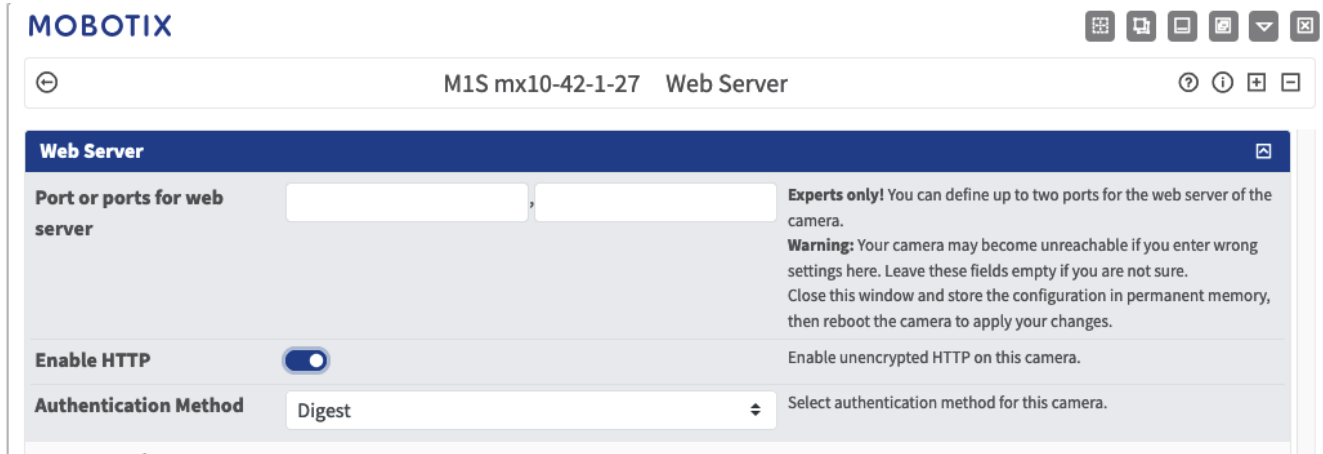 MOBOTIX
M1S mx10-42-1-27 Web Server
Web Server
Port or ports for web
server
,
Experts only! You can define up to two ports for the web server of the
camera.
Warning: Your camera may become unreachable if you enter wrong
settings here. Leave these fields empty if you are not sure.
Close this window and store the configuration in permanent memory,
then reboot the camera to apply your changes.
Enable HTTP
Enable unencrypted HTTP on this camera.
Authentication Method
Digest
Select authentication method for this camera.